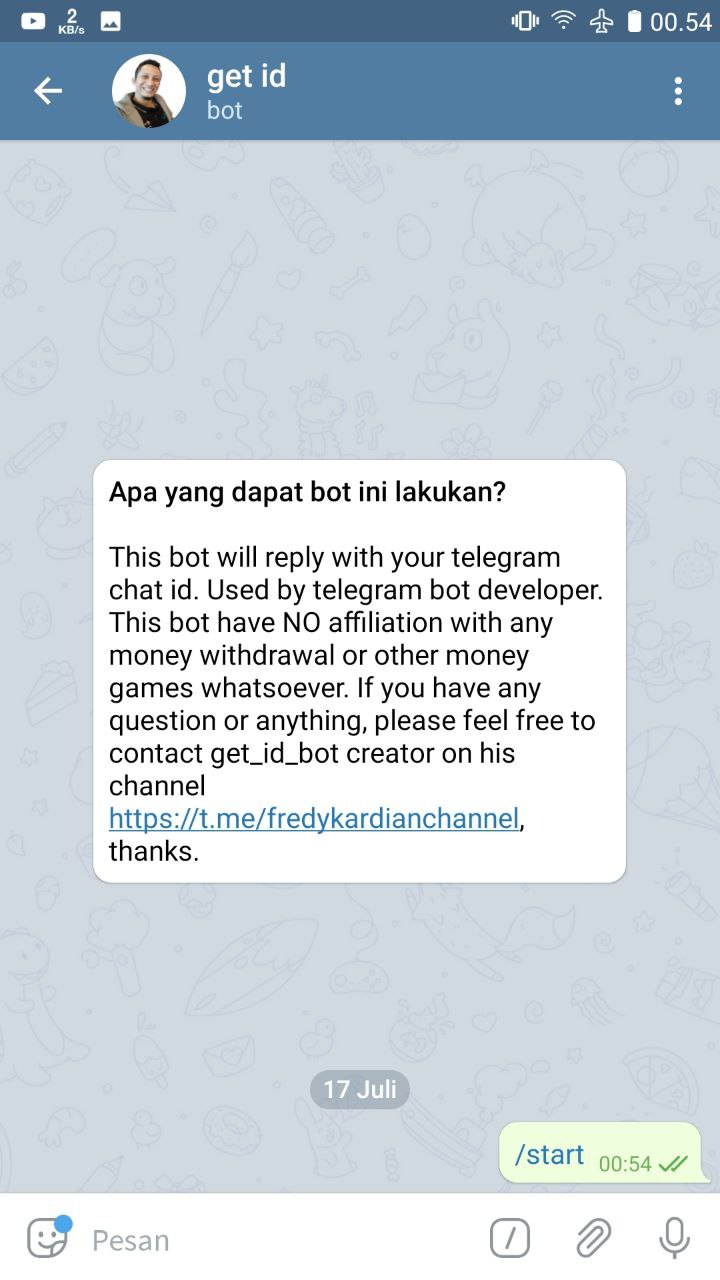 2
KB/s
00.54
get id
bot
Apa yang dapat bot ini lakukan?
This bot will reply with your telegram
chat id. Used by telegram bot developer.
This bot have NO affiliation with any
money withdrawal or other money
games whatsoever. If you have any
question or anything, please feel free to
contact get_id_bot creator on his
channel
https://t.me/fredykardianchannel,
thanks.
17 Juli
/start 00:54
Pesan